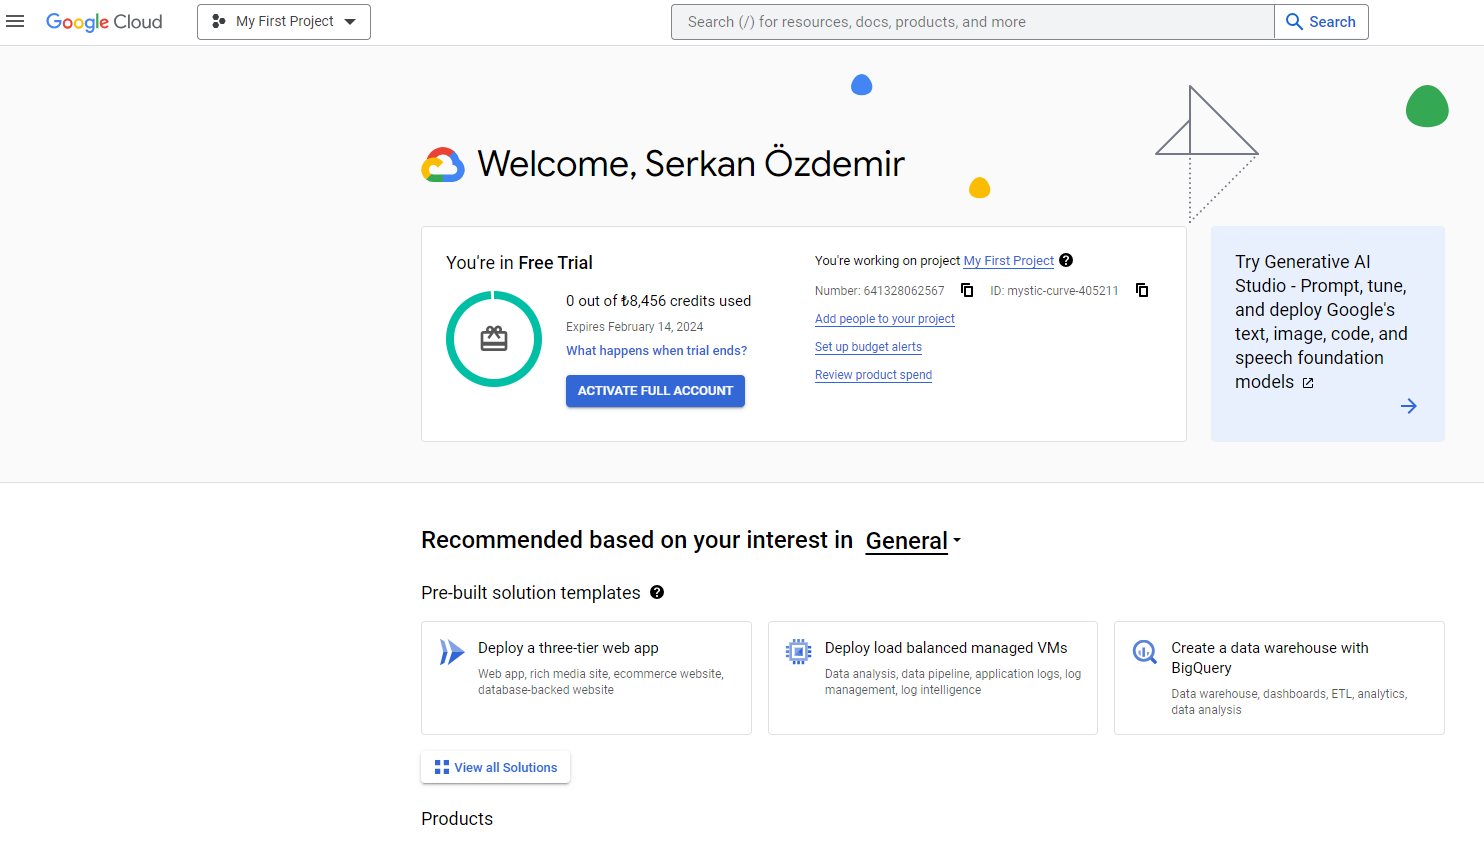 Google Cloud
My First Project
Search (/) for resources, docs, products, and more
Search
Welcome, Serkan Özdemir
You're in Free Trial
0 out of ₺8,456 credits used
Expires February 14, 2024
What happens when trial ends?
ACTIVATE FULL ACCOUNT
You're working on project My First Project
Number: 641328062567 ID: mystic-curve-405211
Add people to your project
Set up budget alerts
Review product spend
Try Generative AI
Studio - Prompt, tune,
and deploy Google's
text, image, code, and
speech foundation
models
Recommended based on your interest in General
Pre-built solution templates
Deploy a three-tier web app
Web app, rich media site, ecommerce website,
database-backed website
Deploy load balanced managed VMs
Data analysis, data pipeline, application logs, log
management, log intelligence
Create a data warehouse with
BigQuery
Data warehouse, dashboards, ETL, analytics,
data analysis
View all Solutions
Products